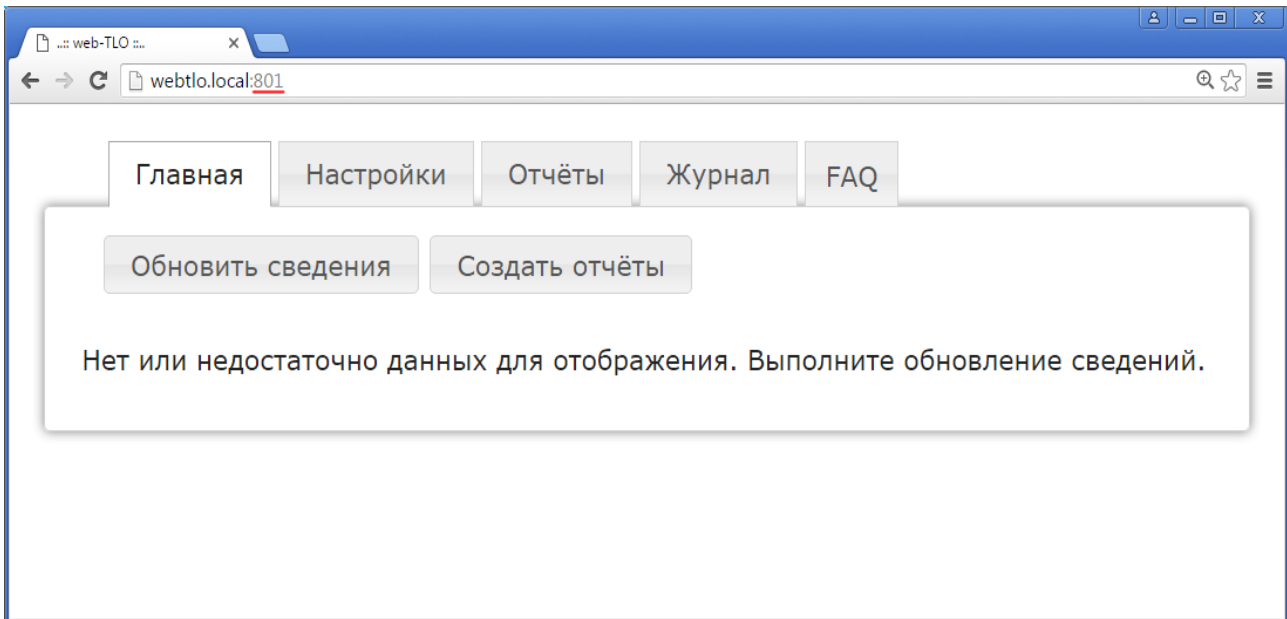 ..:: web-TLO ::..
webtlo.local:801
Главная Настройки Отчёты Журнал FAQ
Обновить сведения Создать отчёты
Нет или недостаточно данных для отображения. Выполните обновление сведений.